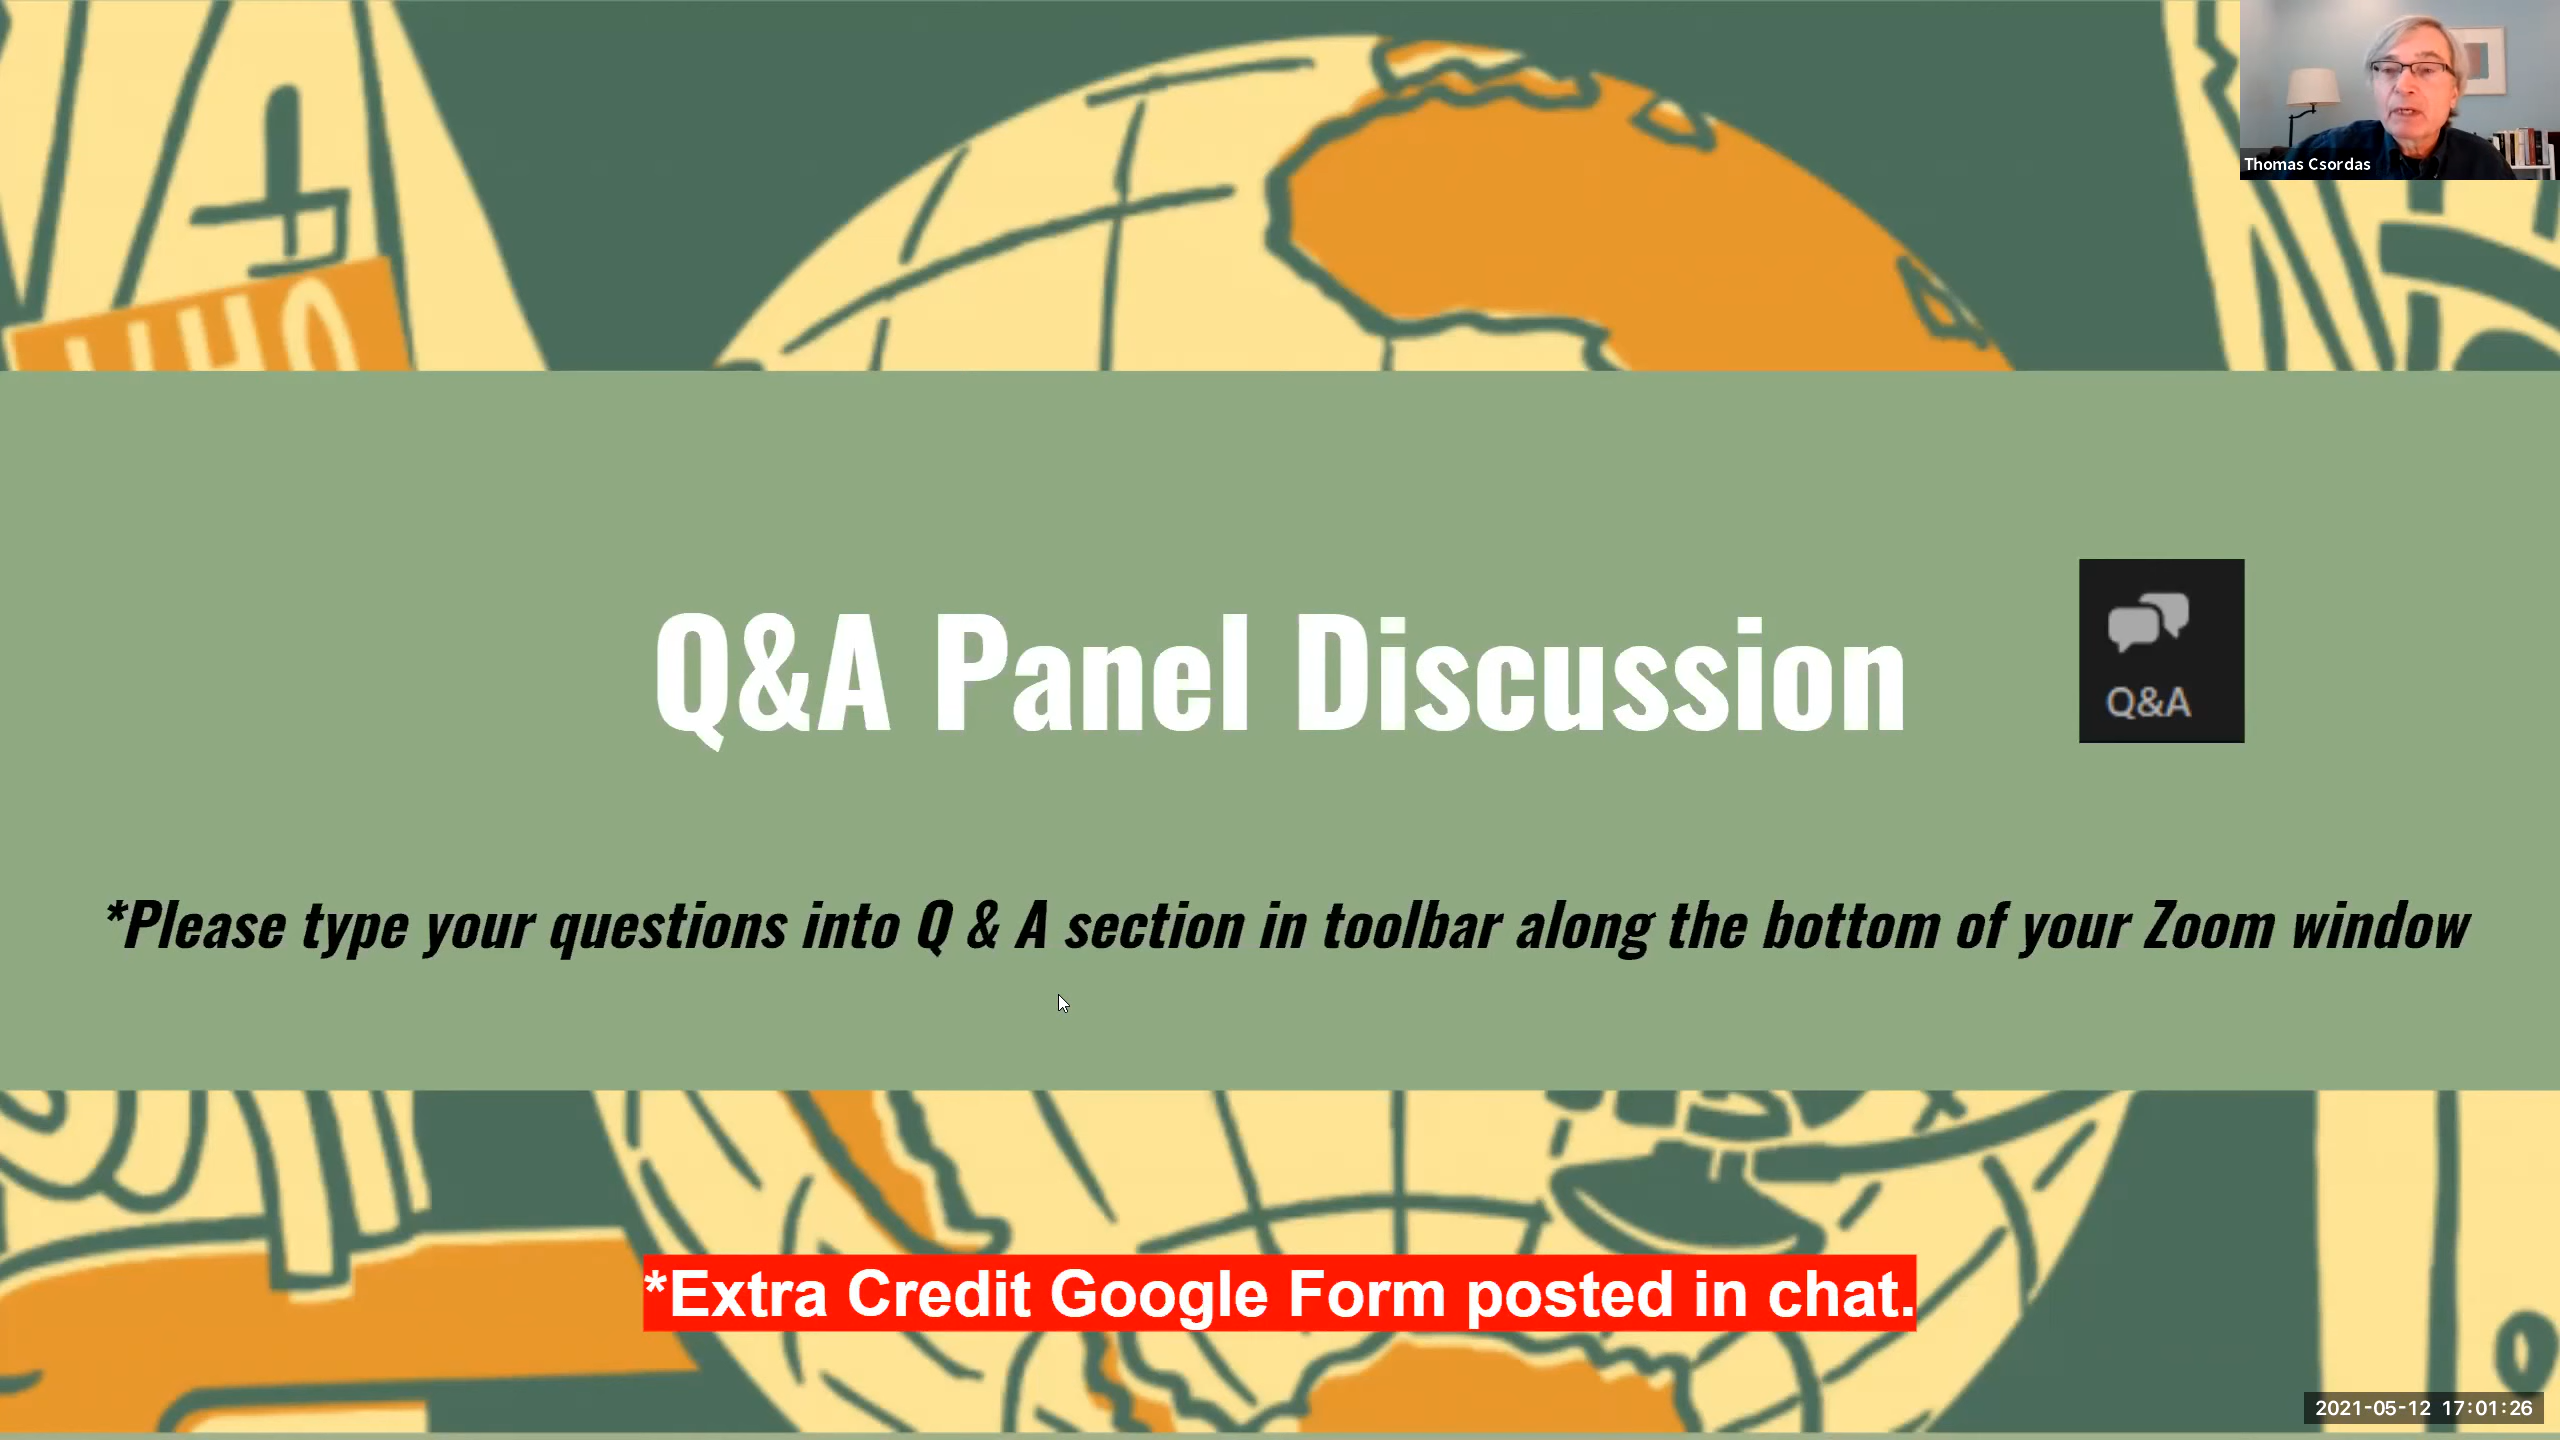 Thomas Csordas
WHO
Q&A Panel Discussion
Q&A
*Please type your questions into Q & A section in toolbar along the bottom of your Zoom window
*Extra Credit Google Form posted in chat.
2021-05-12 17:01:26